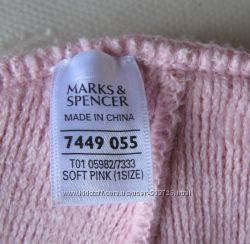 MARKS &
SPENCER
MADE IN CHINA
7449 055
T01 05982/7333
SOFT PINK (1SIZE)